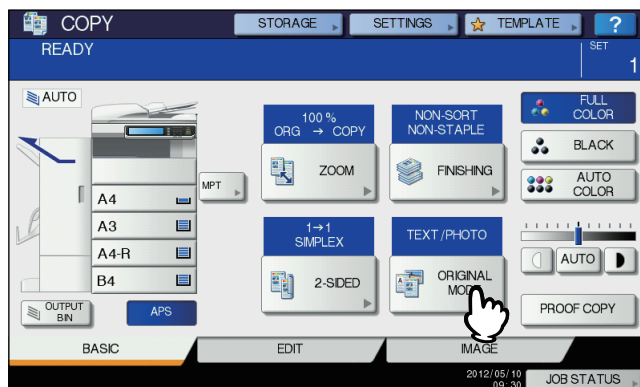 COPY
STORAGE
SETTINGS
TEMPLATE
?
READY
SET
1
AUTO
MPT
A4
A3
A4-R
B4
OUTPUT
BIN
APS
100 %
ORG → COPY
ZOOM
NON-SORT
NON-STAPLE
FINISHING
1→1
SIMPLEX
2-SIDED
TEXT/PHOTO
ORIGINAL
MODE
FULL
COLOR
BLACK
AUTO
COLOR
AUTO
PROOF COPY
BASIC
EDIT
IMAGE
2012/05/10
09:30
JOB STATUS